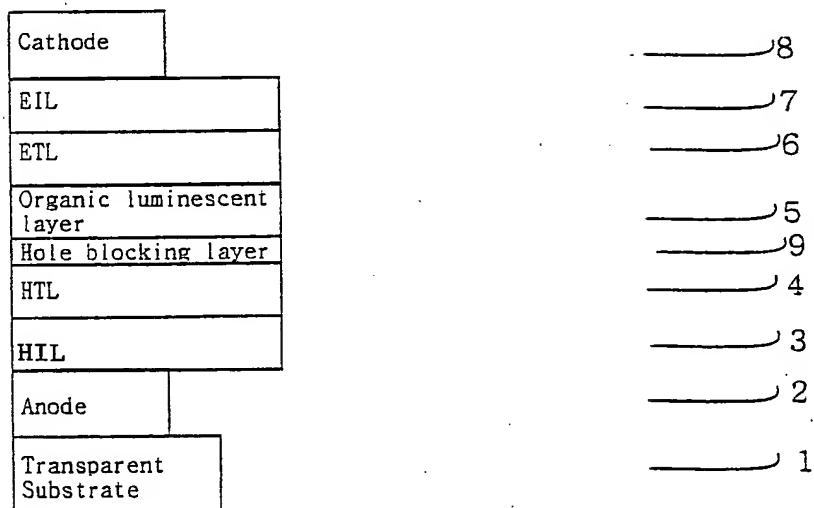 Cathode 8
EIL 7
ETL 6
Organic luminescent
layer 5
Hole blocking layer 9
HTL 4
HIL 3
Anode 2
Transparent 1
Substrate